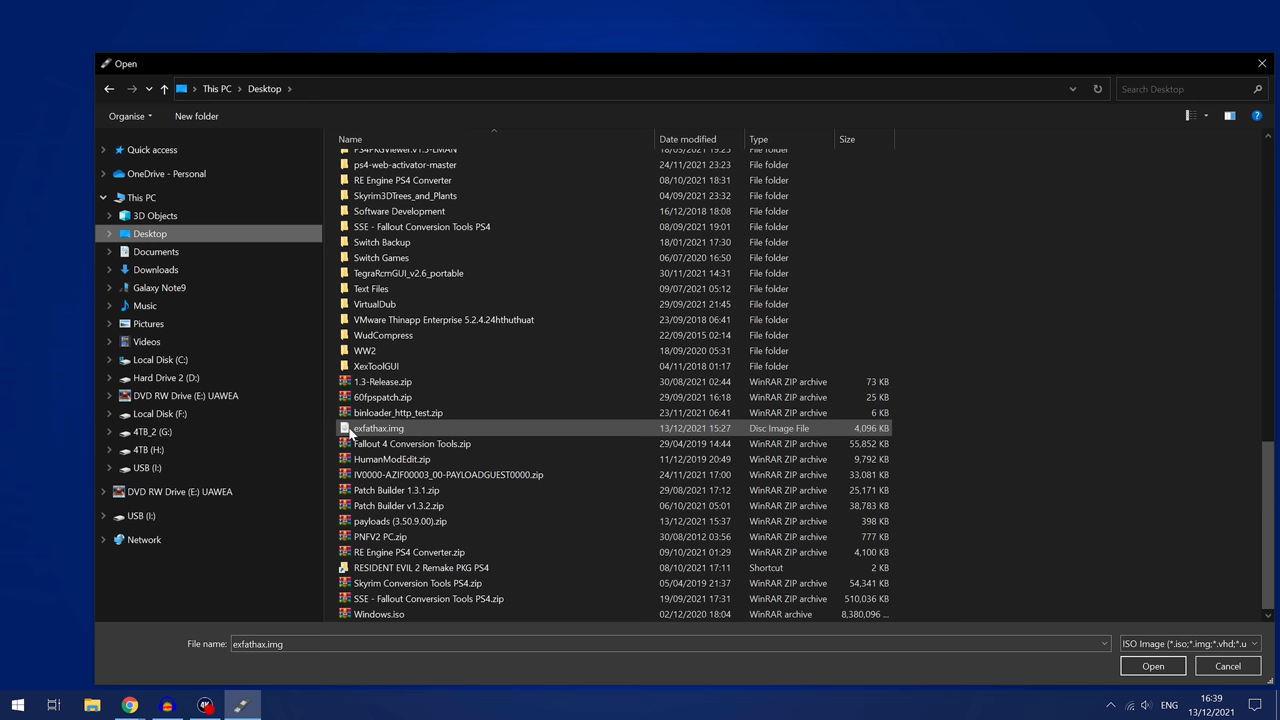 Open
This PC > Desktop >
Search Desktop
Organise
New folder
Name Date modified Type Size
Quick access
OneDrive - Personal
This PC
3D Objects
Desktop
Documents
Downloads
Galaxy Note9
Music
Pictures
Videos
Local Disk (C:)
Hard Drive 2 (D:)
DVD RW Drive (E:) UAWEA
Local Disk (F:)
4TB_2 (G:)
4TB (H:)
USB (I:)
DVD RW Drive (E:) UAWEA
USB (I:)
Network
PS4PKGViewer.v1.3-LMAN 18/05/2021 19:25 File folder
ps4-web-activator-master 24/11/2021 23:23 File folder
RE Engine PS4 Converter 08/10/2021 18:31 File folder
Skyrim3DTrees_and_Plants 04/09/2021 23:32 File folder
Software Development 16/12/2018 18:08 File folder
SSE - Fallout Conversion Tools PS4 08/09/2021 19:01 File folder
Switch Backup 18/01/2021 17:30 File folder
Switch Games 06/07/2020 16:50 File folder
TegraRcmGUI_v2.6_portable 30/11/2021 14:31 File folder
Text Files 09/07/2021 05:12 File folder
VirtualDub 29/09/2021 21:45 File folder
VMware Thinapp Enterprise 5.2.4.24hthuthuat 23/09/2018 06:41 File folder
WudCompress 22/09/2015 02:14 File folder
WW2 18/09/2020 05:31 File folder
XexToolGUI 04/11/2018 01:17 File folder
1.3-Release.zip 30/08/2021 02:44 WinRAR ZIP archive 73 KB
60fpspatch.zip 29/09/2021 16:18 WinRAR ZIP archive 25 KB
binloader_http_test.zip 23/11/2021 06:41 WinRAR ZIP archive 6 KB
exfathax.img 13/12/2021 15:27 Disc Image File 4,096 KB
Fallout 4 Conversion Tools.zip 29/04/2019 14:44 WinRAR ZIP archive 55,852 KB
HumanModEdit.zip 11/12/2019 20:49 WinRAR ZIP archive 9,792 KB
IV0000-AZIF00003_00-PAYLOADGUEST0000.zip 24/11/2021 17:00 WinRAR ZIP archive 33,081 KB
Patch Builder 1.3.1.zip 29/08/2021 17:12 WinRAR ZIP archive 25,171 KB
Patch Builder v1.3.2.zip 06/10/2021 05:01 WinRAR ZIP archive 38,783 KB
payloads (3.50.9.00).zip 13/12/2021 15:37 WinRAR ZIP archive 398 KB
PNFV2 PC.zip 30/08/2012 03:56 WinRAR ZIP archive 777 KB
RE Engine PS4 Converter.zip 09/10/2021 01:29 WinRAR ZIP archive 4,100 KB
RESIDENT EVIL 2 Remake PKG PS4 08/10/2021 17:11 Shortcut 2 KB
Skyrim Conversion Tools PS4.zip 05/04/2019 21:37 WinRAR ZIP archive 54,341 KB
SSE - Fallout Conversion Tools PS4.zip 19/09/2021 17:31 WinRAR ZIP archive 510,036 KB
Windows.iso 02/12/2020 18:04 WinRAR archive 8,380,096 ...
File name: exfathax.img
ISO Image (*.iso;*.img;*.vhd;*.u
Open Cancel
4K
ENG
16:39
13/12/2021